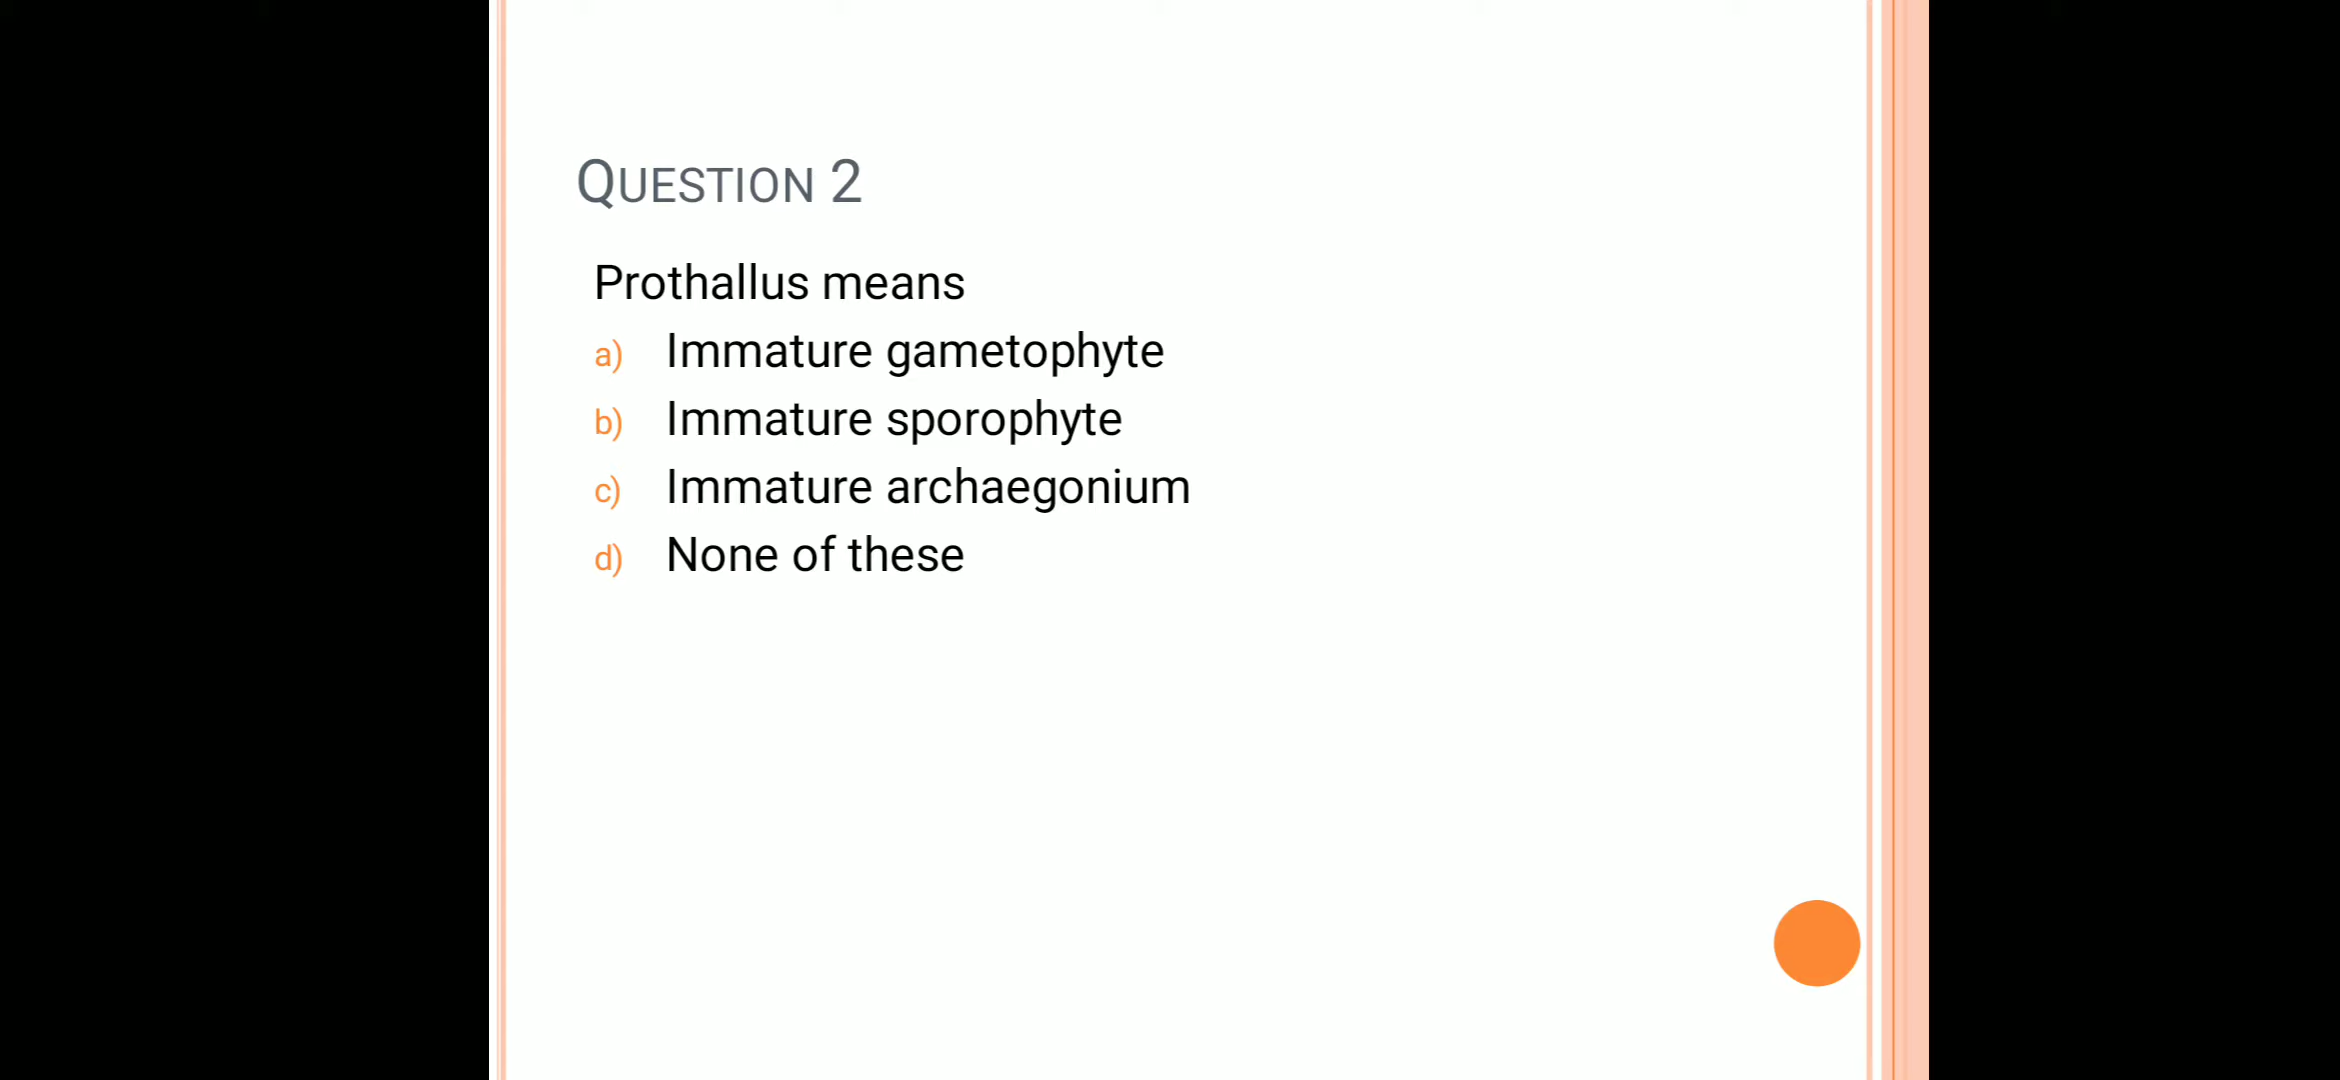 QUESTION 2
Prothallus means
a) Immature gametophyte
b) Immature sporophyte
c) Immature archaegonium
d) None of these